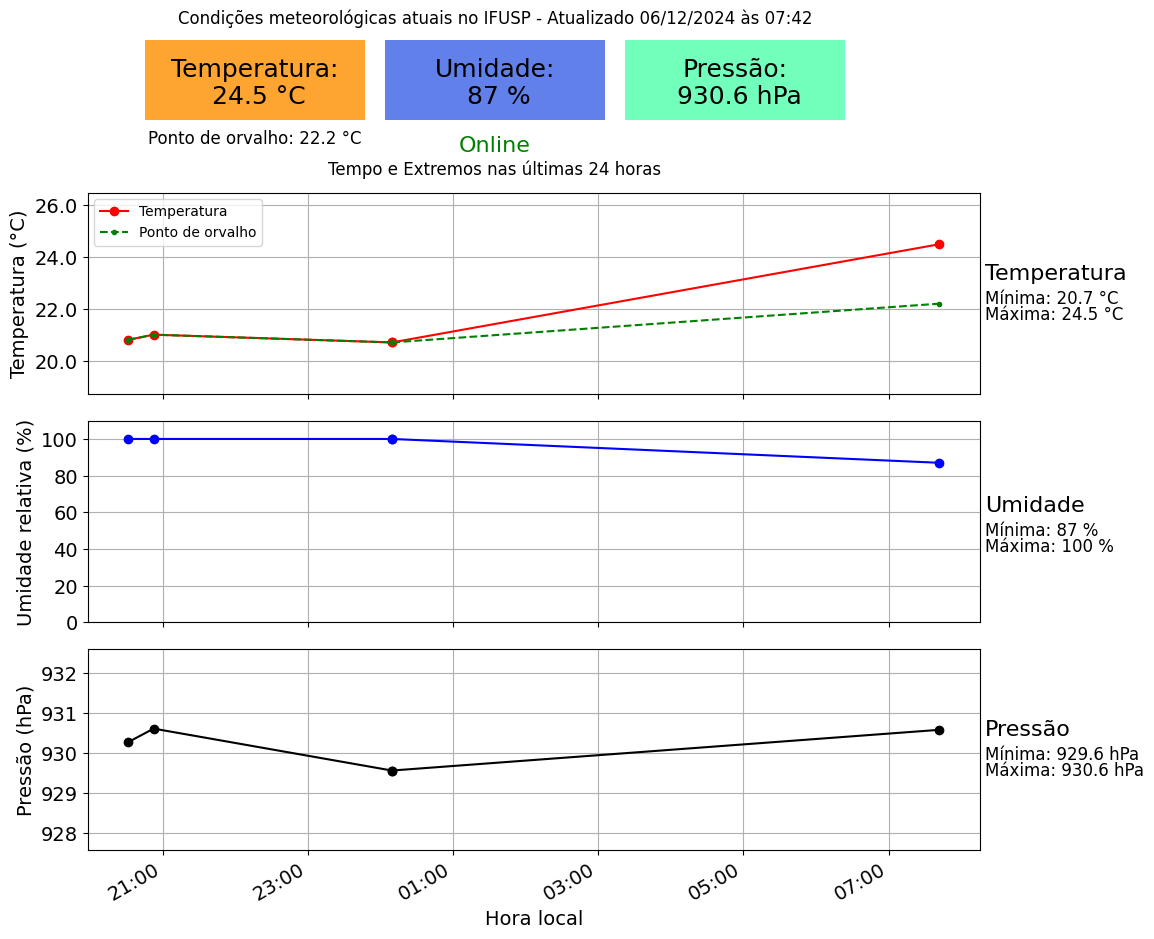 Condições meteorológicas atuais no IFUSP - Atualizado 06/12/2024 às 07:42
Temperatura:
24.5 °C
Umidade:
87 %
Pressão:
930.6 hPa
Ponto de orvalho: 22.2 °C
Online
Tempo e Extremos nas últimas 24 horas
Temperatura (°C)
26.0
24.0
22.0
20.0
Temperatura
Ponto de orvalho
Temperatura
Mínima: 20.7 °C
Máxima: 24.5 °C
Umidade relativa (%)
100
80
60
40
20
0
Umidade
Mínima: 87 %
Máxima: 100 %
Pressão (hPa)
932
931
930
929
928
Pressão
Mínima: 929.6 hPa
Máxima: 930.6 hPa
21:00
23:00
01:00
03:00
05:00
07:00
Hora local